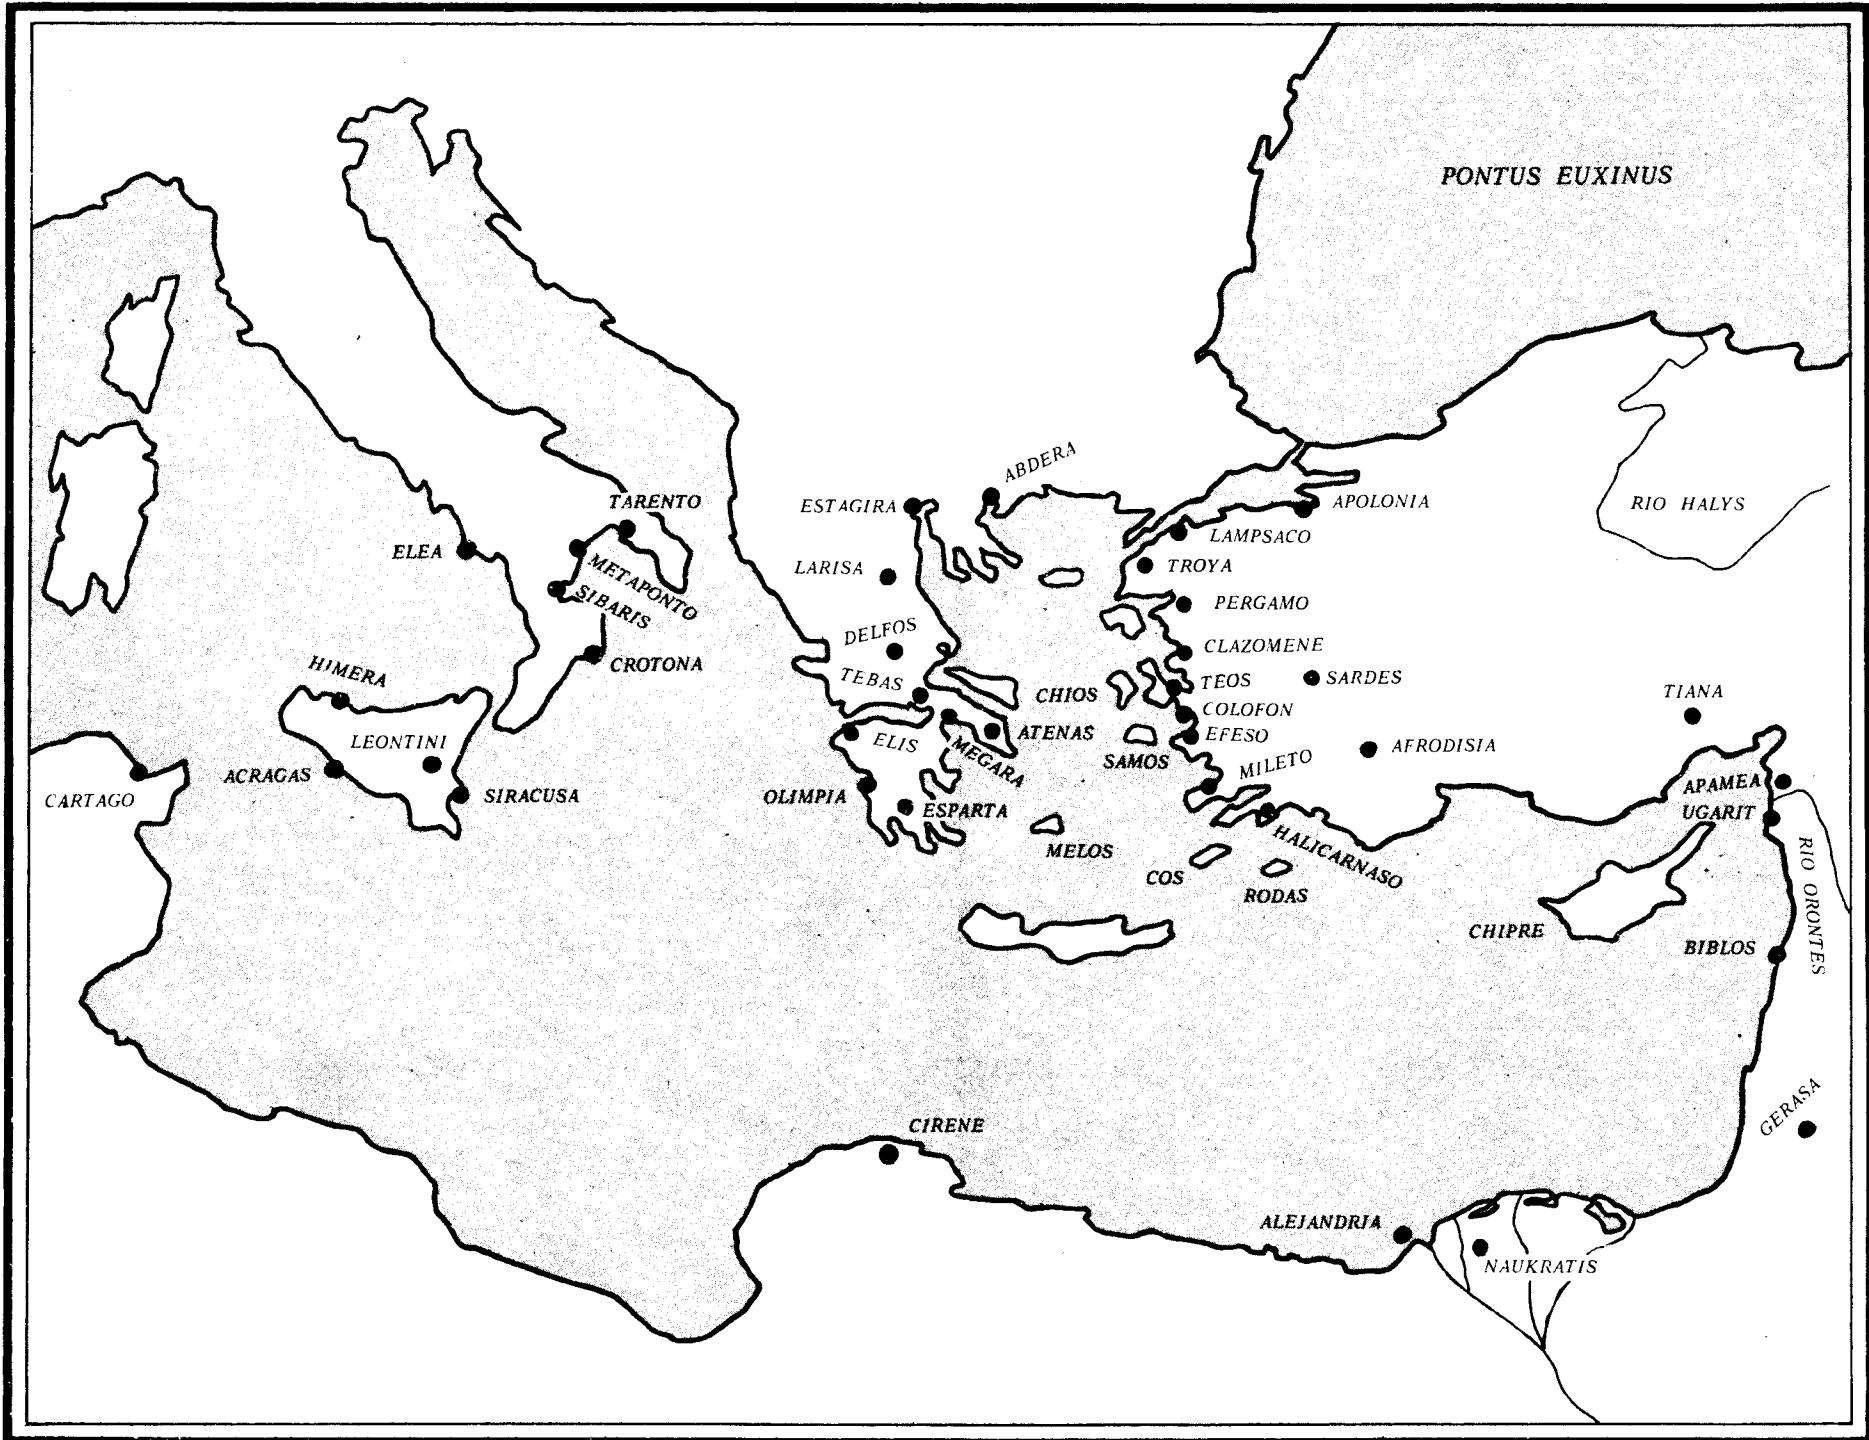 PONTUS EUXINUS
ABDERA
TARENTO
ESTAGIRA
APOLONIA
RIO HALYS
LAMPSACO
ELEA
METAPONTO
LARISA
TROYA
SIBARIS
PERGAMO
DELFOS
CLAZOMENE
CROTONA
HIMERA
TEBAS
CHIOS
TEOS
SARDES
TIANA
COLOFON
LEONTINI
ELIS
ATENAS
EFESO
MEGARA
SAMOS
AFRODISIA
MILETO
ACRAGAS
CARTAGO
SIRACUSA
OLIMPIA
ESPARTA
APAMEA
UGARIT
MELOS
HALICARNASO
COS
RODAS
RIO ORONTES
CHIPRE
BIBLOS
GERASA
CIRENE
ALEJANDRIA
NAUKRATIS